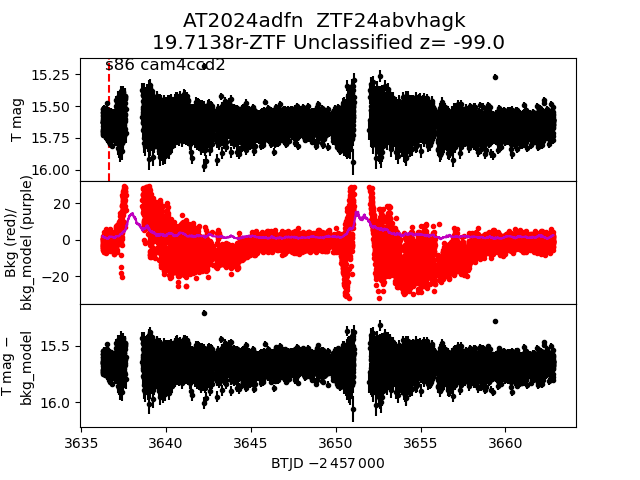 AT2024adfn ZTF24abvhagk
19.7138r-ZTF Unclassified z= -99.0
s86 cam4ccd2
T mag
15.25
15.50
15.75
16.00
Bkg (red)/
bkg_model (purple)
20
0
−20
T mag −
bkg_model
15.5
16.0
3635
3640
3645
3650
3655
3660
BTJD −2 457 000